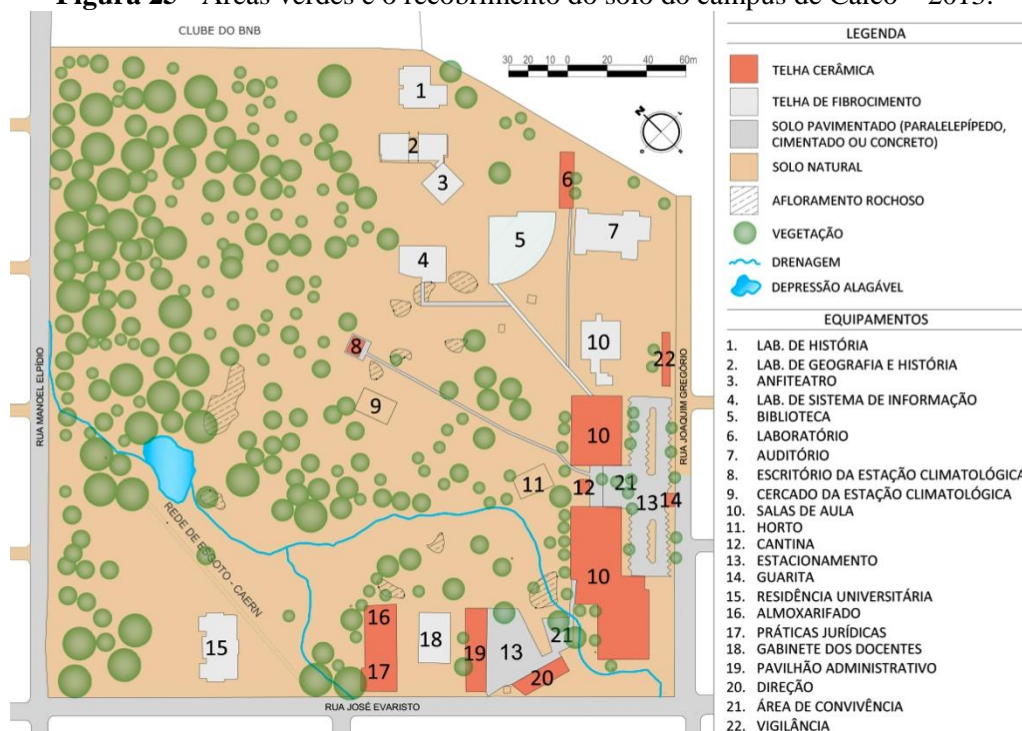 Figura 25 - Áreas verdes e o recobrimento do solo do campus de Caicó – 2013.
CLUBE DO BNB
30 20 10 0 20 40 60m
N
L
O
S
1
2
3
4
5
6
7
8
9
10
22
10
11
12
21
13
14
10
15
16
17
18
19
13
20
21
RUA MANOEL ELPÍDIO
RUA JOAQUIM GREGÓRIO
REDE DE ESGOTO - CAERN
RUA JOSÉ EVARISTO
LEGENDA
TELHA CERÂMICA
TELHA DE FIBROCIMENTO
SOLO PAVIMENTADO (PARALELEPÍPEDO,
CIMENTADO OU CONCRETO)
SOLO NATURAL
AFLORAMENTO ROCHOSO
VEGETAÇÃO
DRENAGEM
DEPRESSÃO ALAGÁVEL
EQUIPAMENTOS
1. LAB. DE HISTÓRIA
2. LAB. DE GEOGRAFIA E HISTÓRIA
3. ANFITEATRO
4. LAB. DE SISTEMA DE INFORMAÇÃO
5. BIBLIOTECA
6. LABORATÓRIO
7. AUDITÓRIO
8. ESCRITÓRIO DA ESTAÇÃO CLIMATOLÓGICA
9. CERCADO DA ESTAÇÃO CLIMATOLÓGICA
10. SALAS DE AULA
11. HORTO
12. CANTINA
13. ESTACIONAMENTO
14. GUARITA
15. RESIDÊNCIA UNIVERSITÁRIA
16. ALMOXARIFADO
17. PRÁTICAS JURÍDICAS
18. GABINETE DOS DOCENTES
19. PAVILHÃO ADMINISTRATIVO
20. DIREÇÃO
21. ÁREA DE CONVIVÊNCIA
22. VIGILÂNCIA